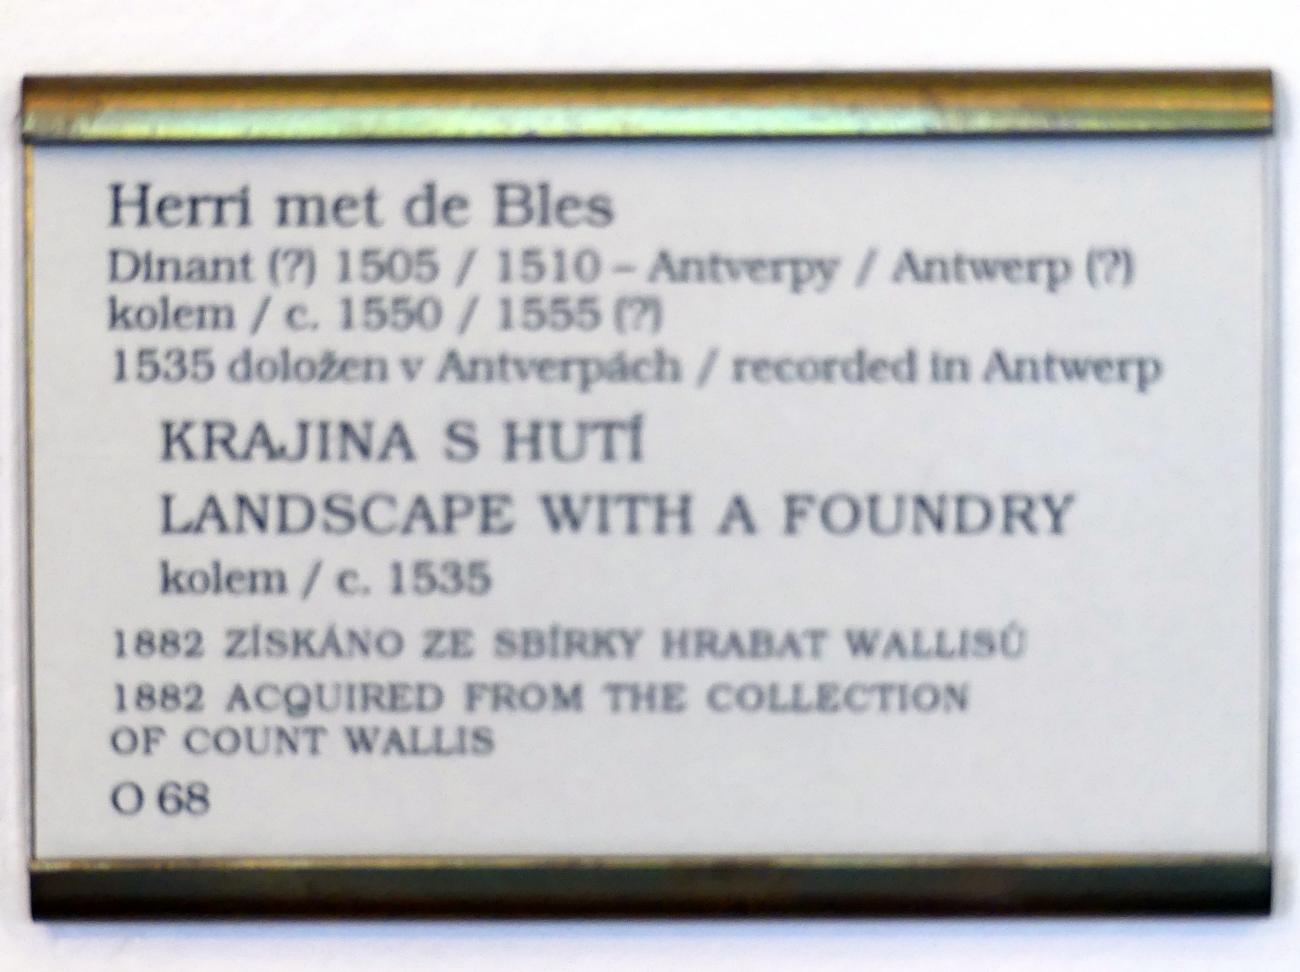 Herri met de Bles
Dinant (?) 1505 / 1510 – Antverpy / Antwerp (?)
kolem / c. 1550 / 1555 (?)
1535 doložen v Antverpách / recorded in Antwerp
KRAJINA S HUTÍ
LANDSCAPE WITH A FOUNDRY
kolem / c. 1535
1882 ZÍSKÁNO ZE SBÍRKY HRABAT WALLISŮ
1882 ACQUIRED FROM THE COLLECTION
OF COUNT WALLIS
O 68